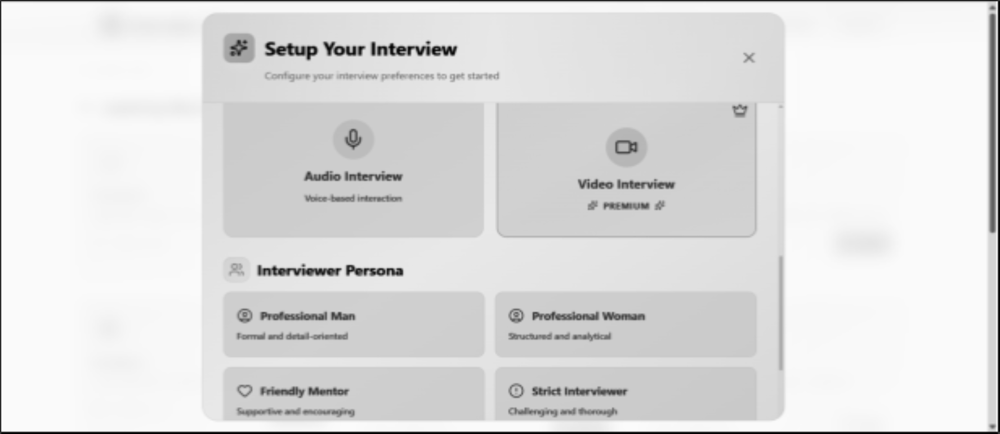 Setup Your Interview
Configure your interview preferences to get started
Audio Interview
Voice-based interaction
Video Interview
PREMIUM
Interviewer Persona
Professional Man
Formal and detail-oriented
Professional Woman
Structured and analytical
Friendly Mentor
Supportive and encouraging
Strict Interviewer
Challenging and thorough